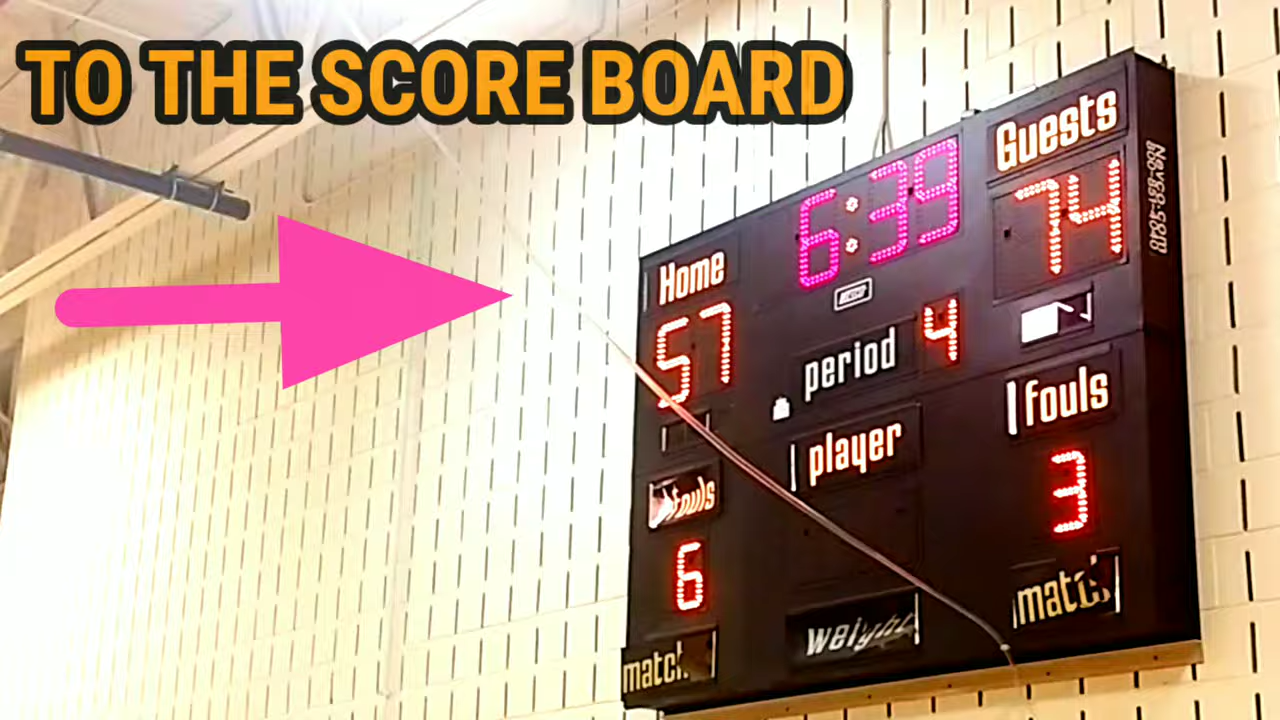 TO THE SCORE BOARD
Guests
6:39
74
Home
57
period 4
fouls
player
3
fouls
6
match
weight
match